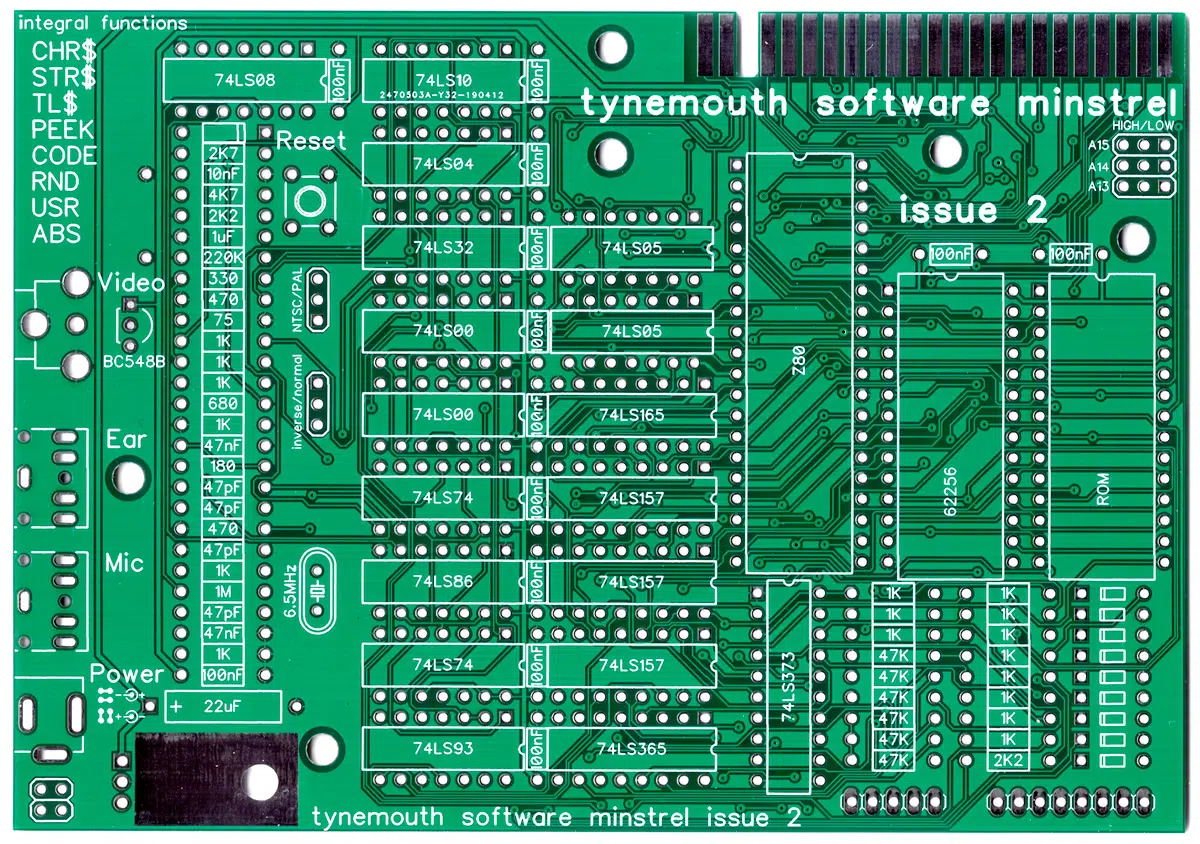 integral functions
CHR$
STR$
TL$
PEEK
CODE
RND
USR
ABS
74LS08
100nF
74LS10
2470503A-Y32-190412
100nF
tynemouth software minstrel
issue 2
HIGH/LOW
A15
A14
A13
Reset
2K7
10nF
4K7
2K2
1uF
220K
330
470
75
1K
1K
1K
680
1K
47nF
180
47pF
47pF
470
47pF
1K
1M
47pF
47nF
1K
100nF
+ 22uF
Video
BC548B
Ear
Mic
Power
- +
+ -
NTSC/PAL
inverse/normal
6.5MHz
74LS04
100nF
74LS32
100nF
74LS05
74LS00
100nF
74LS05
74LS00
100nF
74LS165
74LS74
100nF
74LS157
74LS86
100nF
74LS157
74LS74
100nF
74LS157
74LS93
100nF
74LS365
Z80
100nF
100nF
62256
ROM
74LS373
1K
1K
1K
47K
47K
47K
47K
47K
47K
1K
1K
1K
1K
1K
1K
1K
1K
2K2
tynemouth software minstrel issue 2